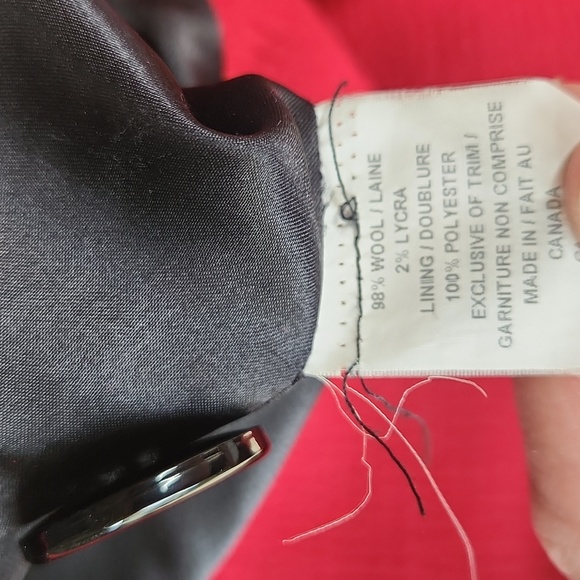 98% WOOL / LAINE
2% LYCRA
LINING / DOUBLURE
100% POLYESTER
EXCLUSIVE OF TRIM /
GARNITURE NON COMPRISE
MADE IN / FAIT AU
CANADA